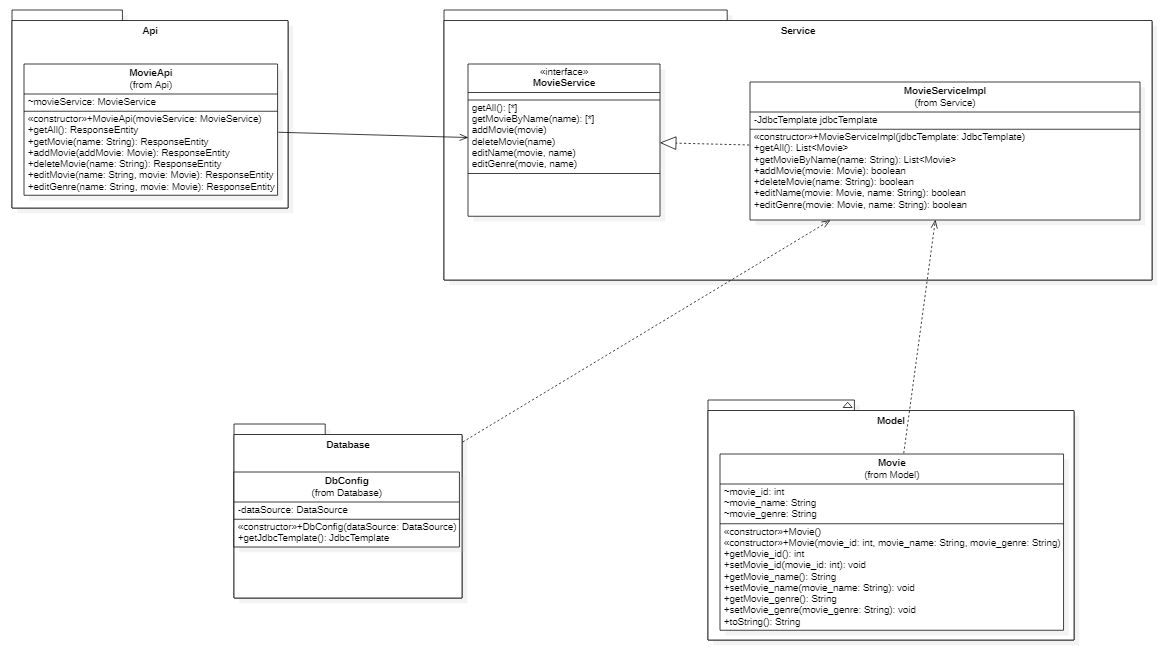 Api
MovieApi
(from Api)
~movieService: MovieService
«constructor»+MovieApi(movieService: MovieService)
+getAll(): ResponseEntity
+getMovie(name: String): ResponseEntity
+addMovie(addMovie: Movie): ResponseEntity
+deleteMovie(name: String): ResponseEntity
+editMovie(name: String, movie: Movie): ResponseEntity
+editGenre(name: String, movie: Movie): ResponseEntity
Service
«interface»
MovieService
getAll(): [*]
getMovieByName(name): [*]
addMovie(movie)
deleteMovie(name)
editName(movie, name)
editGenre(movie, name)
MovieServiceImpl
(from Service)
-JdbcTemplate jdbcTemplate
«constructor»+MovieServiceImpl(jdbcTemplate: JdbcTemplate)
+getAll(): List<Movie>
+getMovieByName(name: String): List<Movie>
+addMovie(movie: Movie): boolean
+deleteMovie(name: String): boolean
+editName(movie: Movie, name: String): boolean
+editGenre(movie: Movie, name: String): boolean
Database
DbConfig
(from Database)
-dataSource: DataSource
«constructor»+DbConfig(dataSource: DataSource)
+getJdbcTemplate(): JdbcTemplate
Model
Movie
(from Model)
~movie_id: int
~movie_name: String
~movie_genre: String
«constructor»+Movie()
«constructor»+Movie(movie_id: int, movie_name: String, movie_genre: String)
+getMovie_id(): int
+setMovie_id(movie_id: int): void
+getMovie_name(): String
+setMovie_name(movie_name: String): void
+getMovie_genre(): String
+setMovie_genre(movie_genre: String): void
+toString(): String